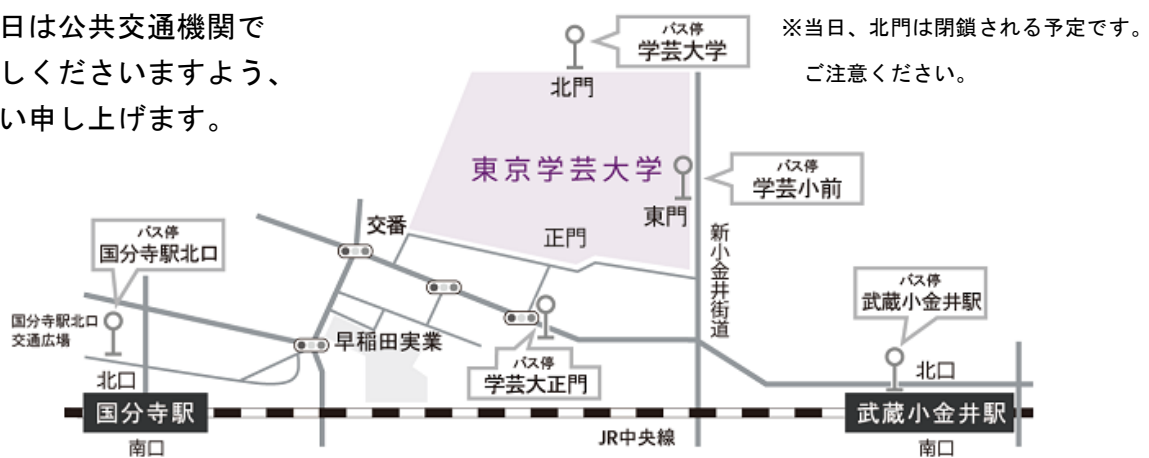 日は公共交通機関で
しくださいますよう、
い申し上げます。
※当日、北門は閉鎖される予定です。
ご注意ください。
バス停
学芸大学
北門
東京学芸大学
バス停
学芸小前
東門
正門
交番
新小金井街道
バス停
国分寺駅北口
国分寺駅北口
交通広場
早稲田実業
バス停
学芸大正門
バス停
武蔵小金井駅
北口
北口
国分寺駅
武蔵小金井駅
JR中央線
南口
南口